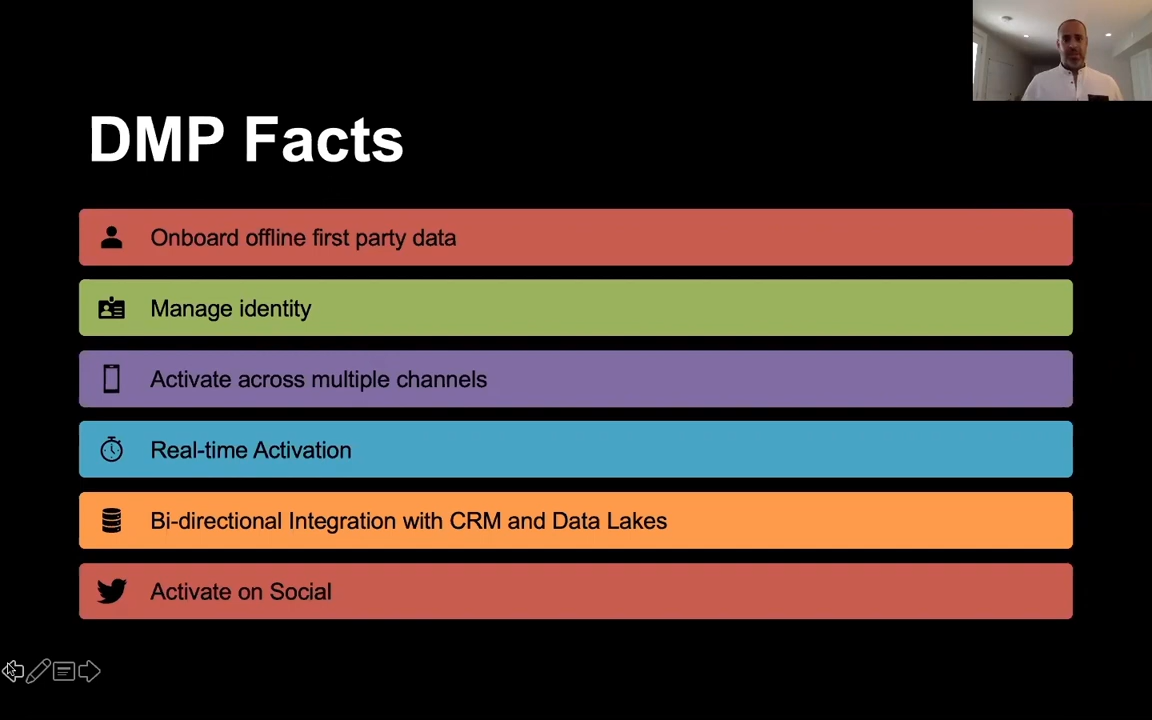 DMP Facts
Onboard offline first party data
Manage identity
Activate across multiple channels
Real-time Activation
Bi-directional Integration with CRM and Data Lakes
Activate on Social